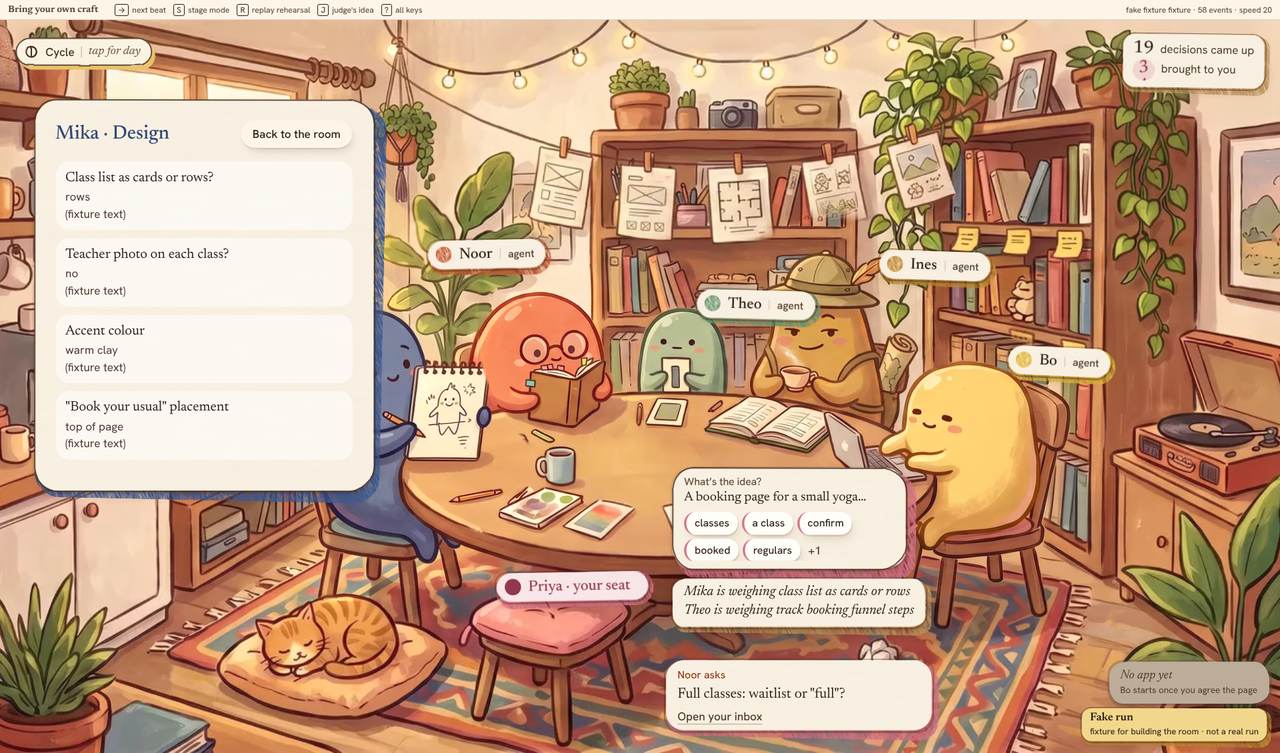 Bring your own craft → next beat S stage mode R replay rehearsal J judge's idea ? all keys fake fixture fixture · 58 events · speed 20
Cycle tap for day
19 decisions came up
3 brought to you
Mika · Design Back to the room
Class list as cards or rows?
rows
(fixture text)
Teacher photo on each class?
no
(fixture text)
Accent colour
warm clay
(fixture text)
"Book your usual" placement
top of page
(fixture text)
Noor agent
Ines agent
Theo agent
Bo agent
What's the idea?
A booking page for a small yoga...
classes a class confirm
booked regulars +1
Priya · your seat
Mika is weighing class list as cards or rows
Theo is weighing track booking funnel steps
Noor asks
Full classes: waitlist or "full"?
Open your inbox
No app yet
Bo starts once you agree the page
Fake run
fixture for building the room · not a real run